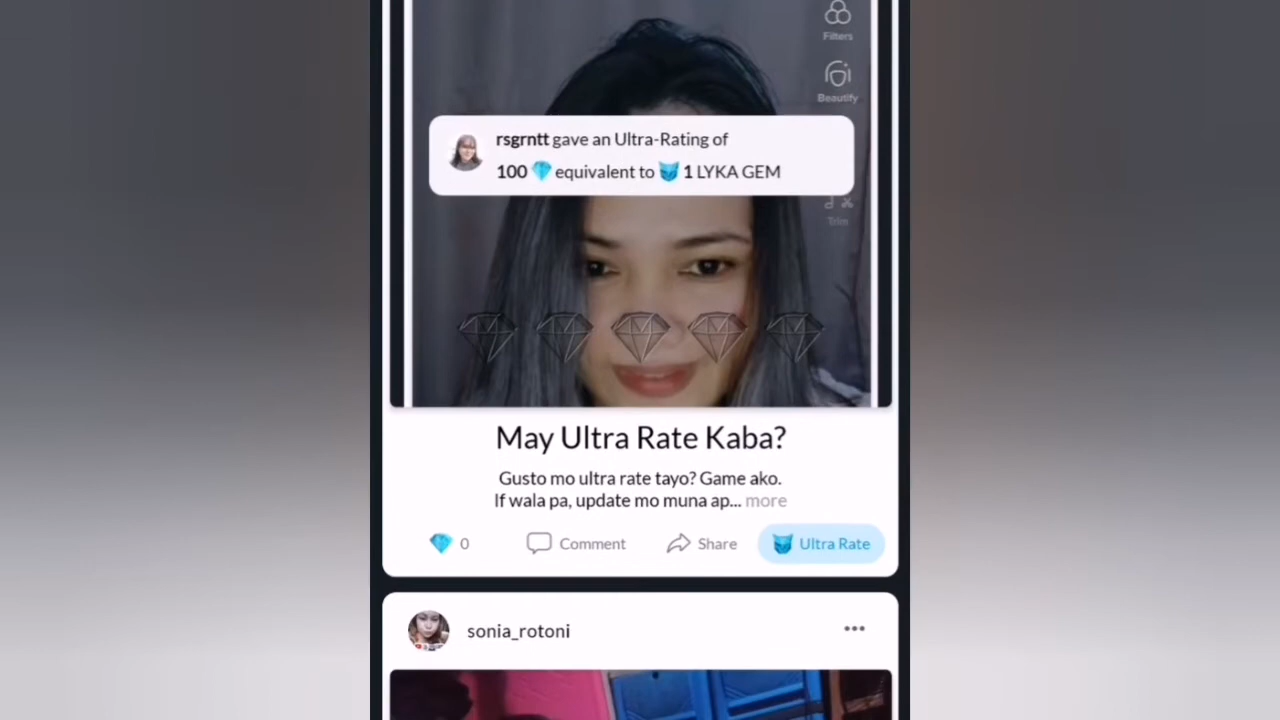 Filters
Beautify
rsgrntt gave an Ultra-Rating of
100 equivalent to 1 LYKA GEM
Trim
May Ultra Rate Kaba?
Gusto mo ultra rate tayo? Game ako.
If wala pa, update mo muna ap... more
0 Comment Share Ultra Rate
sonia_rotoni